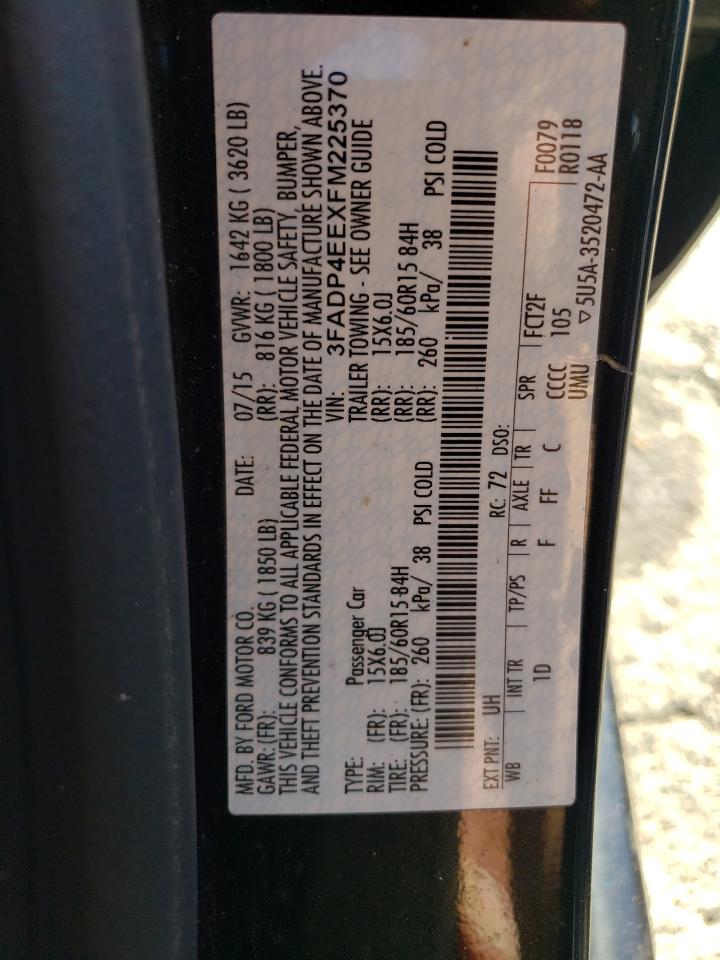 MFD. BY FORD MOTOR CO. DATE: 07/15 GVWR: 1642 KG ( 3620 LB)
GAWR: (FR): 839 KG ( 1850 LB) (RR): 816 KG ( 1800 LB)
THIS VEHICLE CONFORMS TO ALL APPLICABLE FEDERAL MOTOR VEHICLE SAFETY, BUMPER,
AND THEFT PREVENTION STANDARDS IN EFFECT ON THE DATE OF MANUFACTURE SHOWN ABOVE.
VIN: 3FADP4EEXFM225370
TYPE: Passenger Car TRAILER TOWING - SEE OWNER GUIDE
RIM: (FR): 15X6.0J (RR): 15X6.0J
TIRE: (FR): 185/60R15 84H (RR): 185/60R15 84H
PRESSURE: (FR): 260 kPa/ 38 PSI COLD (RR): 260 kPa/ 38 PSI COLD
EXT PNT: UH RC: 72 DSO:
WB INT TR TP/PS R AXLE TR SPR FCT2F F0079
1D F FF C CCCC 105 R0118
UMU ▽5U5A-3520472-AA